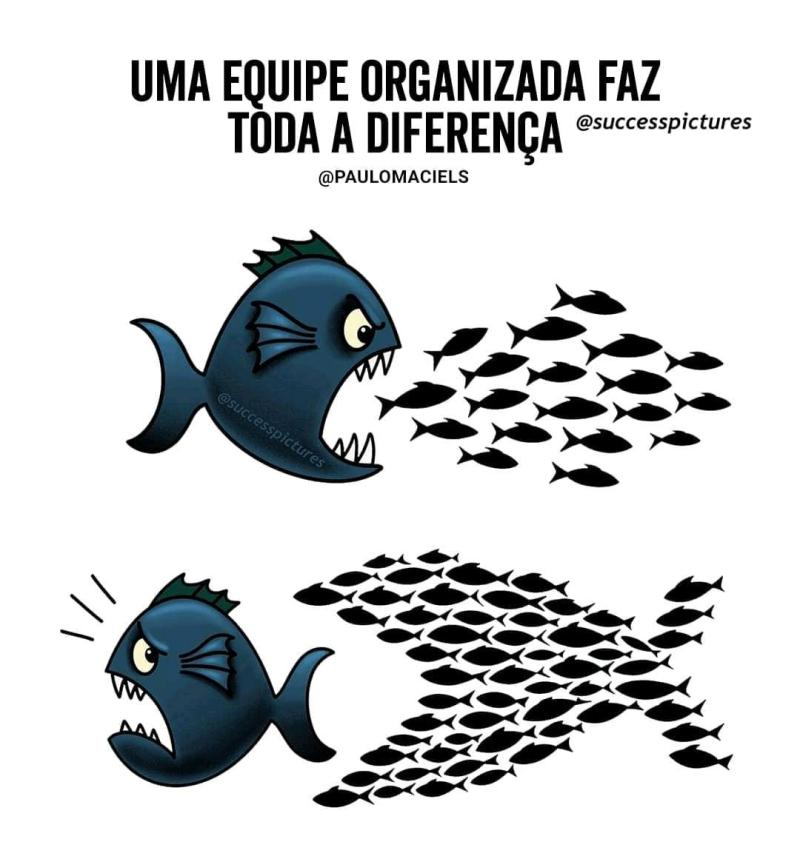 UMA EQUIPE ORGANIZADA FAZ
TODA A DIFERENÇA
@successpictures
@PAULOMACIELS
@successpictures